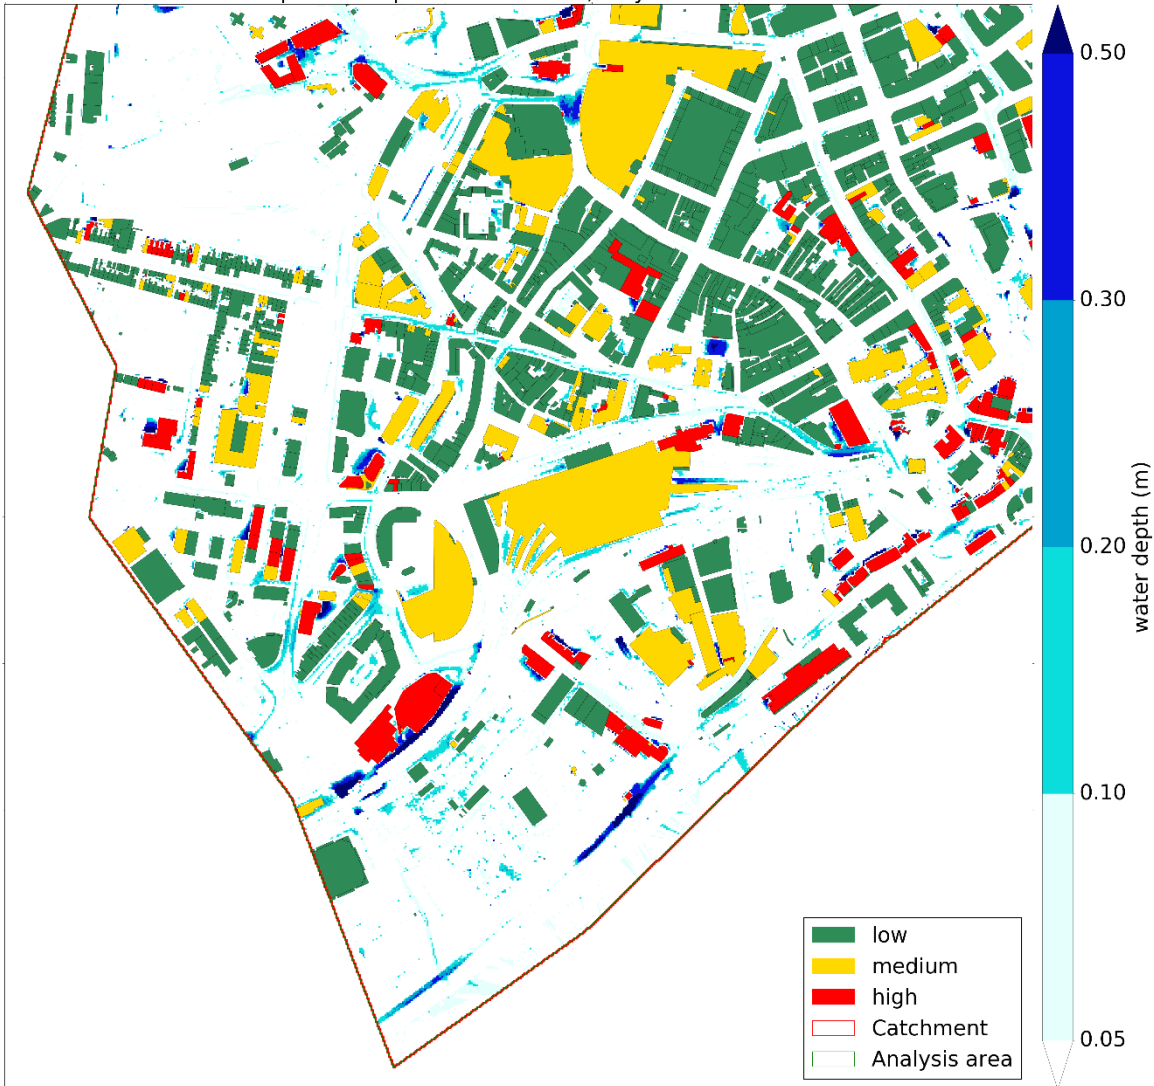 0.50
0.30
0.20
0.10
0.05
water depth (m)
low
medium
high
Catchment
Analysis area